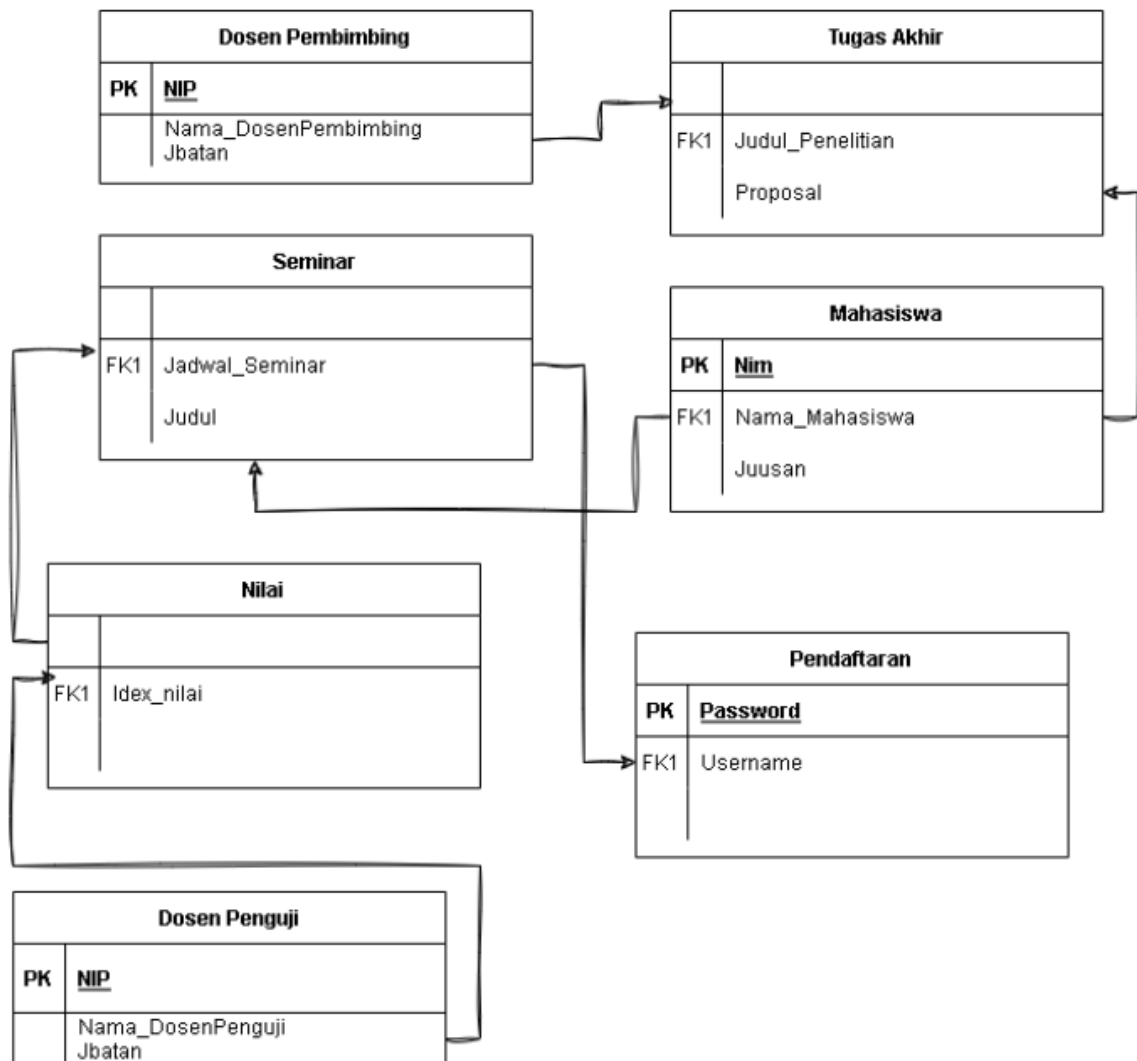 Dosen Pembimbing
PK NIP
Nama_DosenPembimbing
Jbatan
Tugas Akhir
FK1 Judul_Penelitian
Proposal
Seminar
FK1 Jadwal_Seminar
Judul
Mahasiswa
PK Nim
FK1 Nama_Mahasiswa
Juusan
Nilai
FK1 Idex_nilai
Pendaftaran
PK Password
FK1 Username
Dosen Penguji
PK NIP
Nama_DosenPenguji
Jbatan